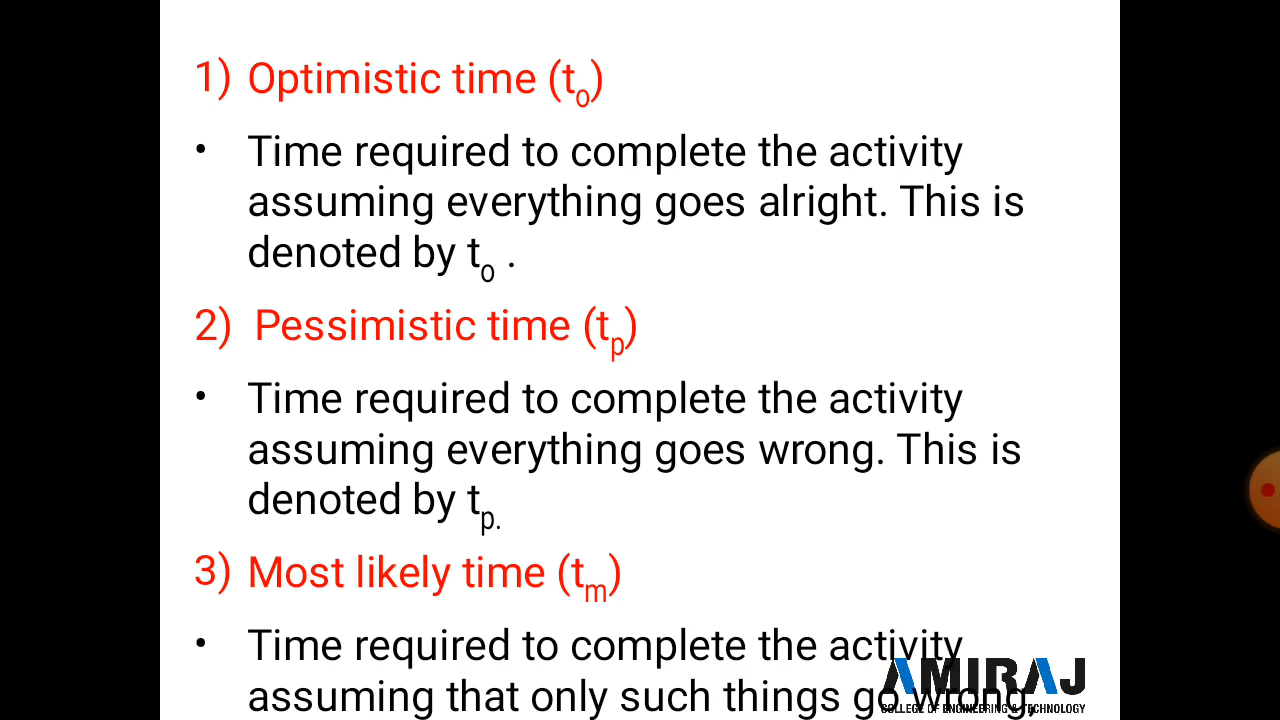 1) Optimistic time (to)
• Time required to complete the activity
assuming everything goes alright. This is
denoted by to .
2) Pessimistic time (tp)
• Time required to complete the activity
assuming everything goes wrong. This is
denoted by tp.
3) Most likely time (tm)
• Time required to complete the activity
assuming that only such things go wrong,
AMIRAJ
COLLEGE OF ENGINEERING & TECHNOLOGY